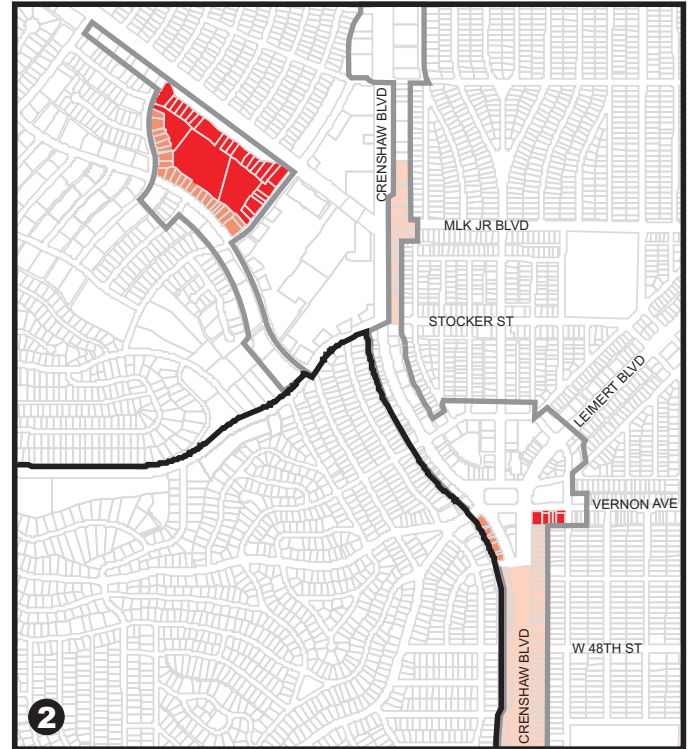 CRENSHAW BLVD
MLK JR BLVD
STOCKER ST
LEIMERT BLVD
VERNON AVE
CRENSHAW BLVD
W 48TH ST
2